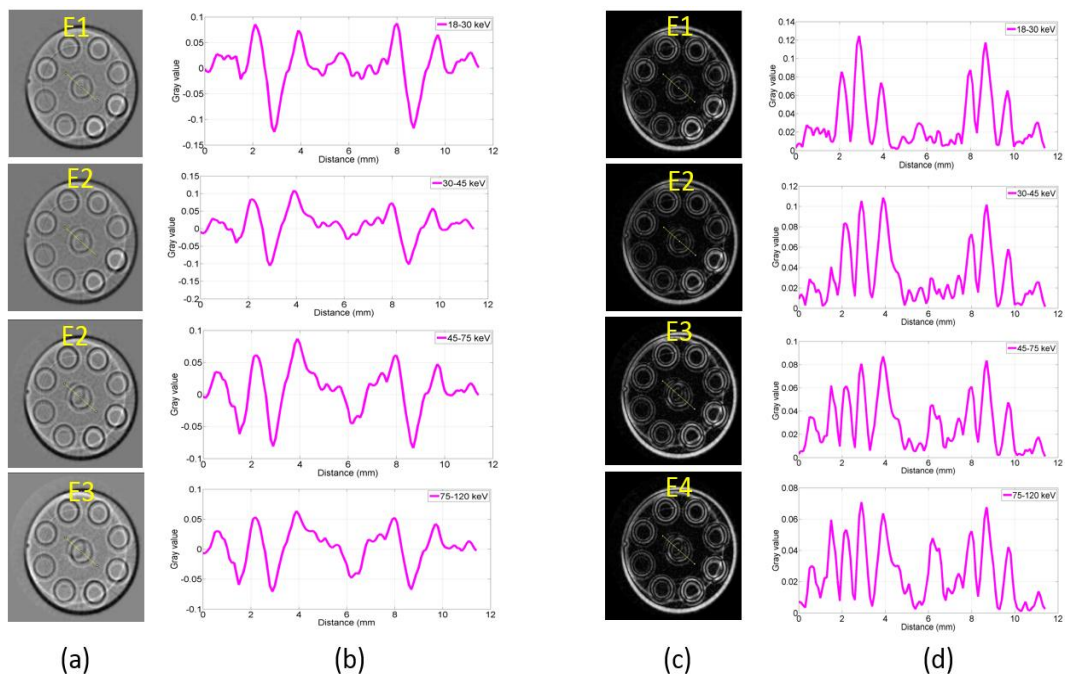 E1
0.15
0.1
0.05
0
-0.05
-0.1
-0.15
Gray value
18-30 keV
0 2 4 6 8 10 12
Distance (mm)
E2
0.15
0.1
0.05
0
-0.05
-0.1
-0.15
-0.2
Gray value
30-45 keV
0 2 4 6 8 10 12
Distance (mm)
E2
0.1
0.05
0
-0.05
-0.1
Gray value
45-75 keV
0 2 4 6 8 10 12
Distance (mm)
E3
0.1
0.05
0
-0.05
-0.1
Gray value
75-120 keV
0 2 4 6 8 10 12
Distance (mm)
E1
0.14
0.12
0.1
0.08
0.06
0.04
0.02
0
Gray value
18-30 keV
0 2 4 6 8 10 12
Distance (mm)
E2
0.12
0.1
0.08
0.06
0.04
0.02
0
Gray value
30-45 keV
0 2 4 6 8 10 12
Distance (mm)
E3
0.1
0.08
0.06
0.04
0.02
0
Gray value
45-75 keV
0 2 4 6 8 10 12
Distance (mm)
E4
0.08
0.06
0.04
0.02
0
Gray value
75-120 keV
0 2 4 6 8 10 12
Distance (mm)
(a) (b) (c) (d)